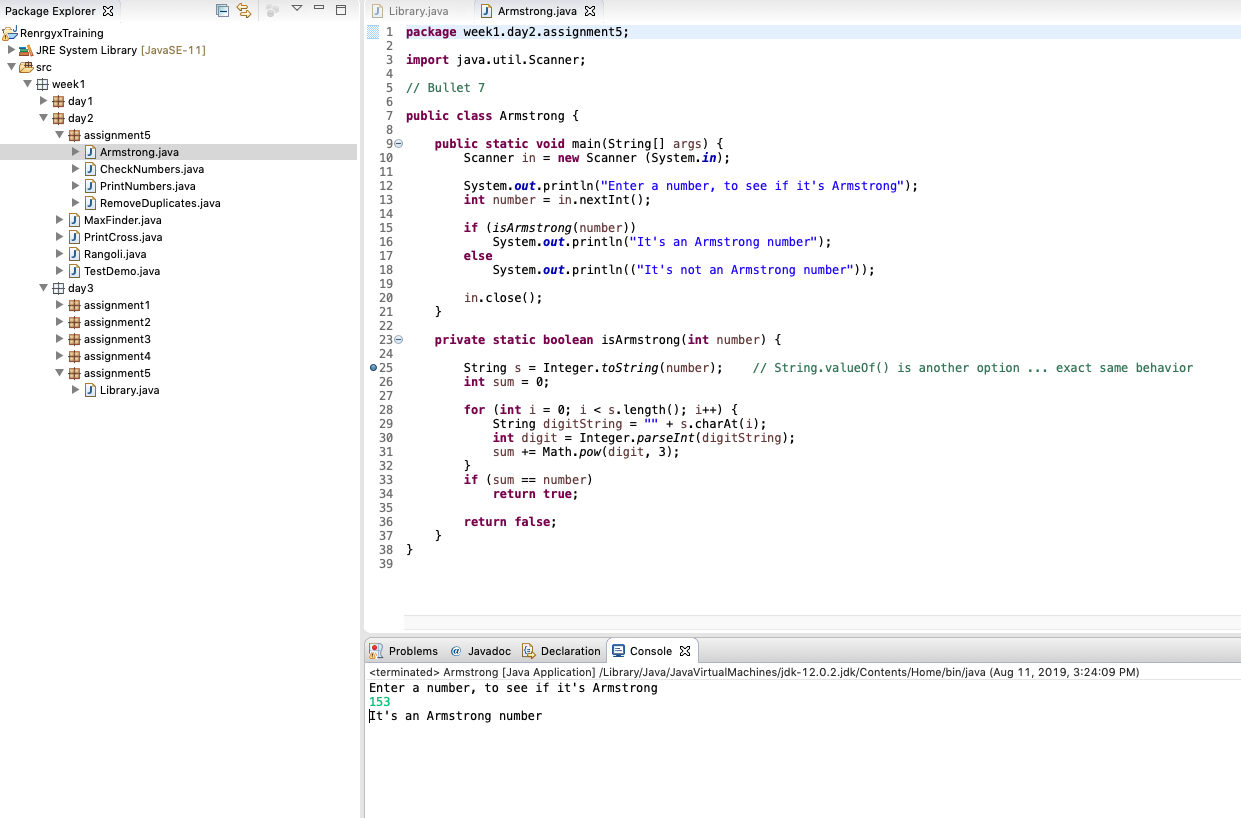 Package Explorer
RenrgyxTraining
JRE System Library [JavaSE-11]
src
week1
day1
day2
assignment5
Armstrong.java
CheckNumbers.java
PrintNumbers.java
RemoveDuplicates.java
MaxFinder.java
PrintCross.java
Rangoli.java
TestDemo.java
day3
assignment1
assignment2
assignment3
assignment4
assignment5
Library.java
Library.java Armstrong.java
1 package week1.day2.assignment5;
2
3 import java.util.Scanner;
4
5 // Bullet 7
6
7 public class Armstrong {
8
9 public static void main(String[] args) {
10 Scanner in = new Scanner (System.in);
11
12 System.out.println("Enter a number, to see if it's Armstrong");
13 int number = in.nextInt();
14
15 if (isArmstrong(number))
16 System.out.println("It's an Armstrong number");
17 else
18 System.out.println(("It's not an Armstrong number"));
19
20 in.close();
21 }
22
23 private static boolean isArmstrong(int number) {
24
25 String s = Integer.toString(number); // String.valueOf() is another option ... exact same behavior
26 int sum = 0;
27
28 for (int i = 0; i < s.length(); i++) {
29 String digitString = "" + s.charAt(i);
30 int digit = Integer.parseInt(digitString);
31 sum += Math.pow(digit, 3);
32 }
33 if (sum == number)
34 return true;
35
36 return false;
37 }
38 }
39
Problems @ Javadoc Declaration Console
<terminated> Armstrong [Java Application] /Library/Java/JavaVirtualMachines/jdk-12.0.2.jdk/Contents/Home/bin/java (Aug 11, 2019, 3:24:09 PM)
Enter a number, to see if it's Armstrong
153
It's an Armstrong number